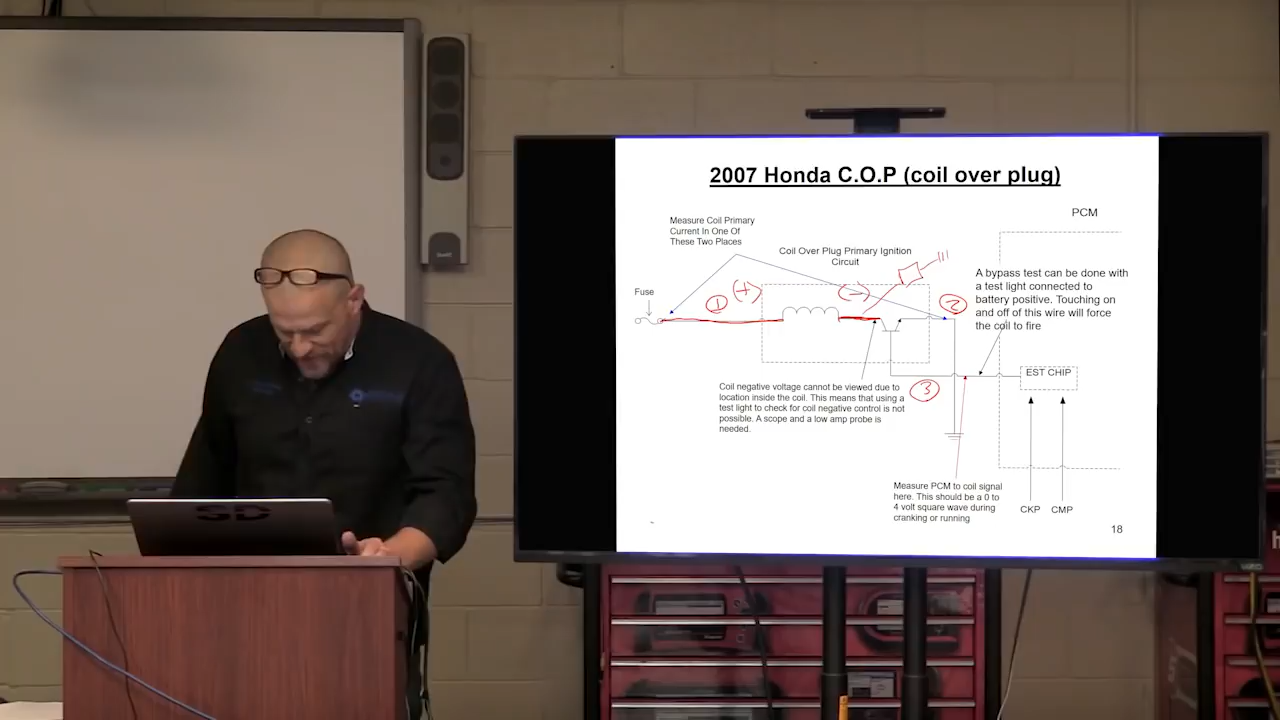 2007 Honda C.O.P (coil over plug)
PCM
Measure Coil Primary
Current In One Of
These Two Places
Coil Over Plug Primary Ignition
Circuit
A bypass test can be done with
a test light connected to
battery positive. Touching on
and off of this wire will force
the coil to fire
Fuse
1
(+)
(-)
2
3
EST CHIP
Coil negative voltage cannot be viewed due to
location inside the coil. This means that using a
test light to check for coil negative control is not
possible. A scope and a low amp probe is
needed.
Measure PCM to coil signal
here. This should be a 0 to
4 volt square wave during
cranking or running
CKP CMP
18
SD